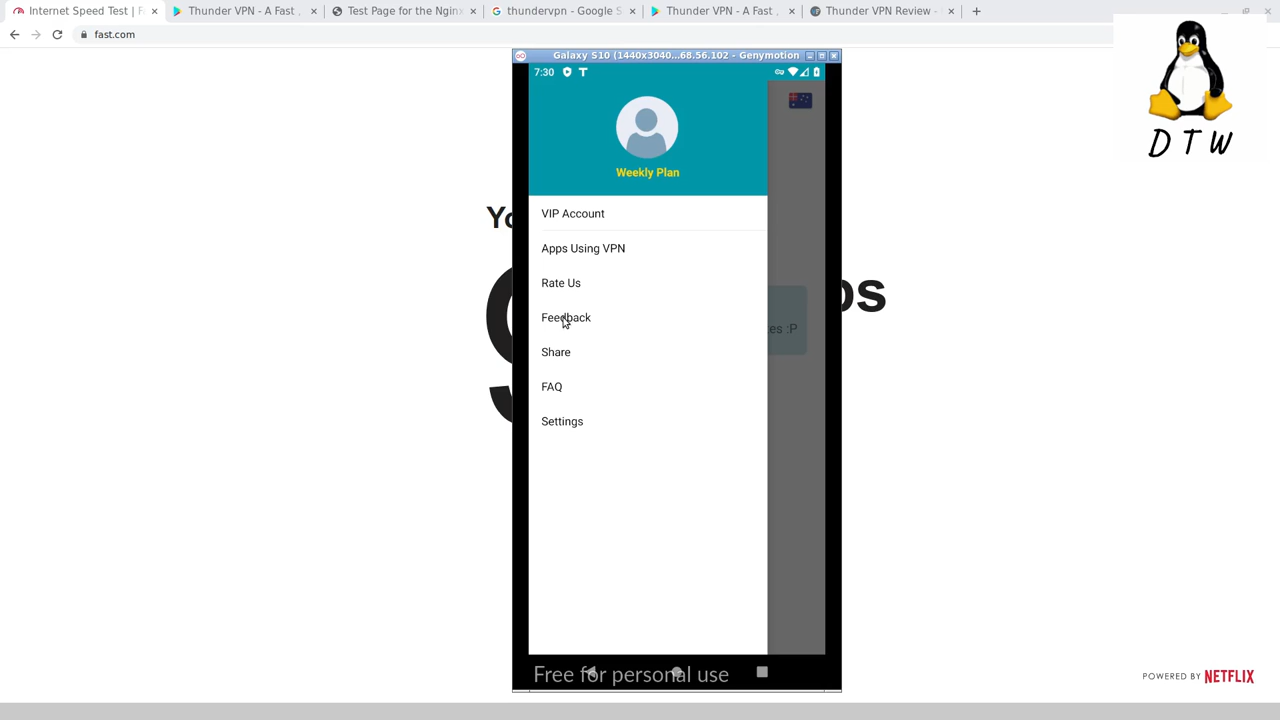 Internet Speed Test | F
Thunder VPN - A Fast ,
Test Page for the Nginx
thundervpn - Google S
Thunder VPN - A Fast ,
Thunder VPN Review -
fast.com
Galaxy S10 (1440x3040...68.56.102 - Genymotion
7:30
Weekly Plan
VIP Account
Apps Using VPN
Rate Us
Feedback
Share
FAQ
Settings
es :P
Free for personal use
DTW
POWERED BY NETFLIX